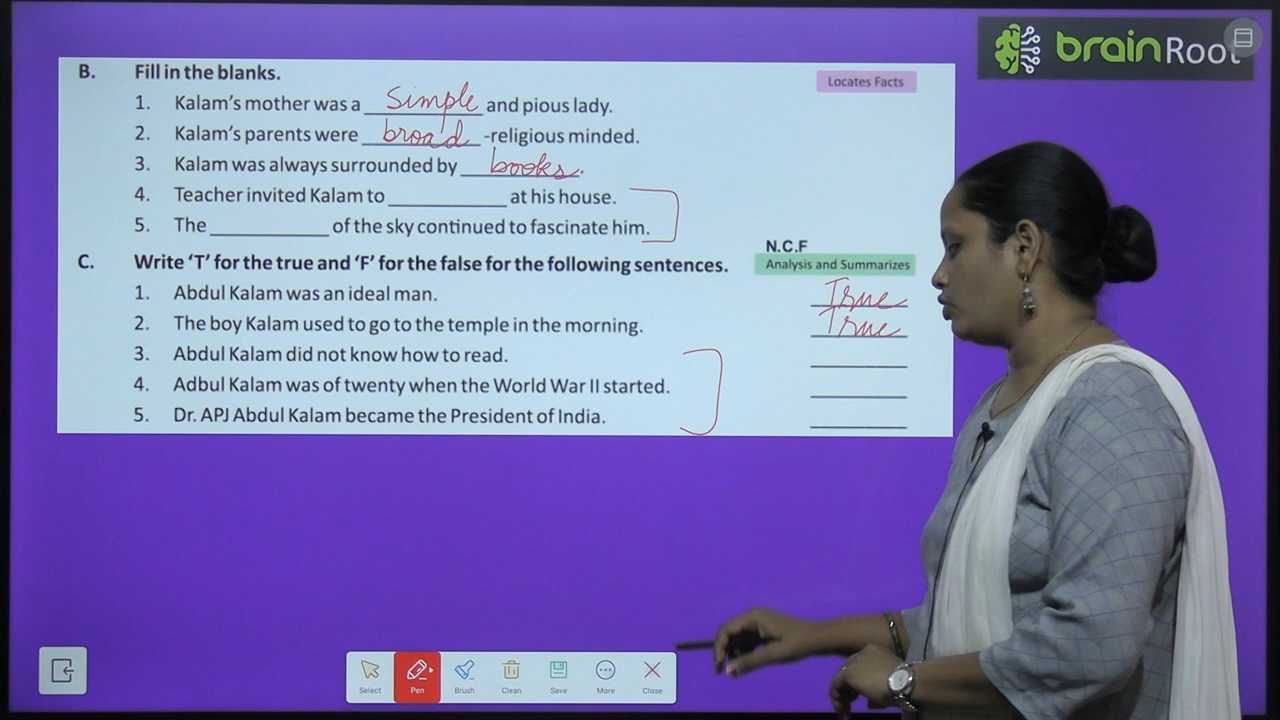 brainRoot
B. Fill in the blanks.
Locates Facts
1. Kalam's mother was a simple and pious lady.
2. Kalam's parents were broad -religious minded.
3. Kalam was always surrounded by books.
4. Teacher invited Kalam to ____________ at his house.
5. The ____________ of the sky continued to fascinate him.
N.C.F
C. Write 'T' for the true and 'F' for the false for the following sentences.
Analysis and Summarizes
1. Abdul Kalam was an ideal man. True
2. The boy Kalam used to go to the temple in the morning. True
3. Abdul Kalam did not know how to read. __________
4. Adbul Kalam was of twenty when the World War II started. __________
5. Dr. APJ Abdul Kalam became the President of India. __________
Select Pen Brush Clean Save More Close